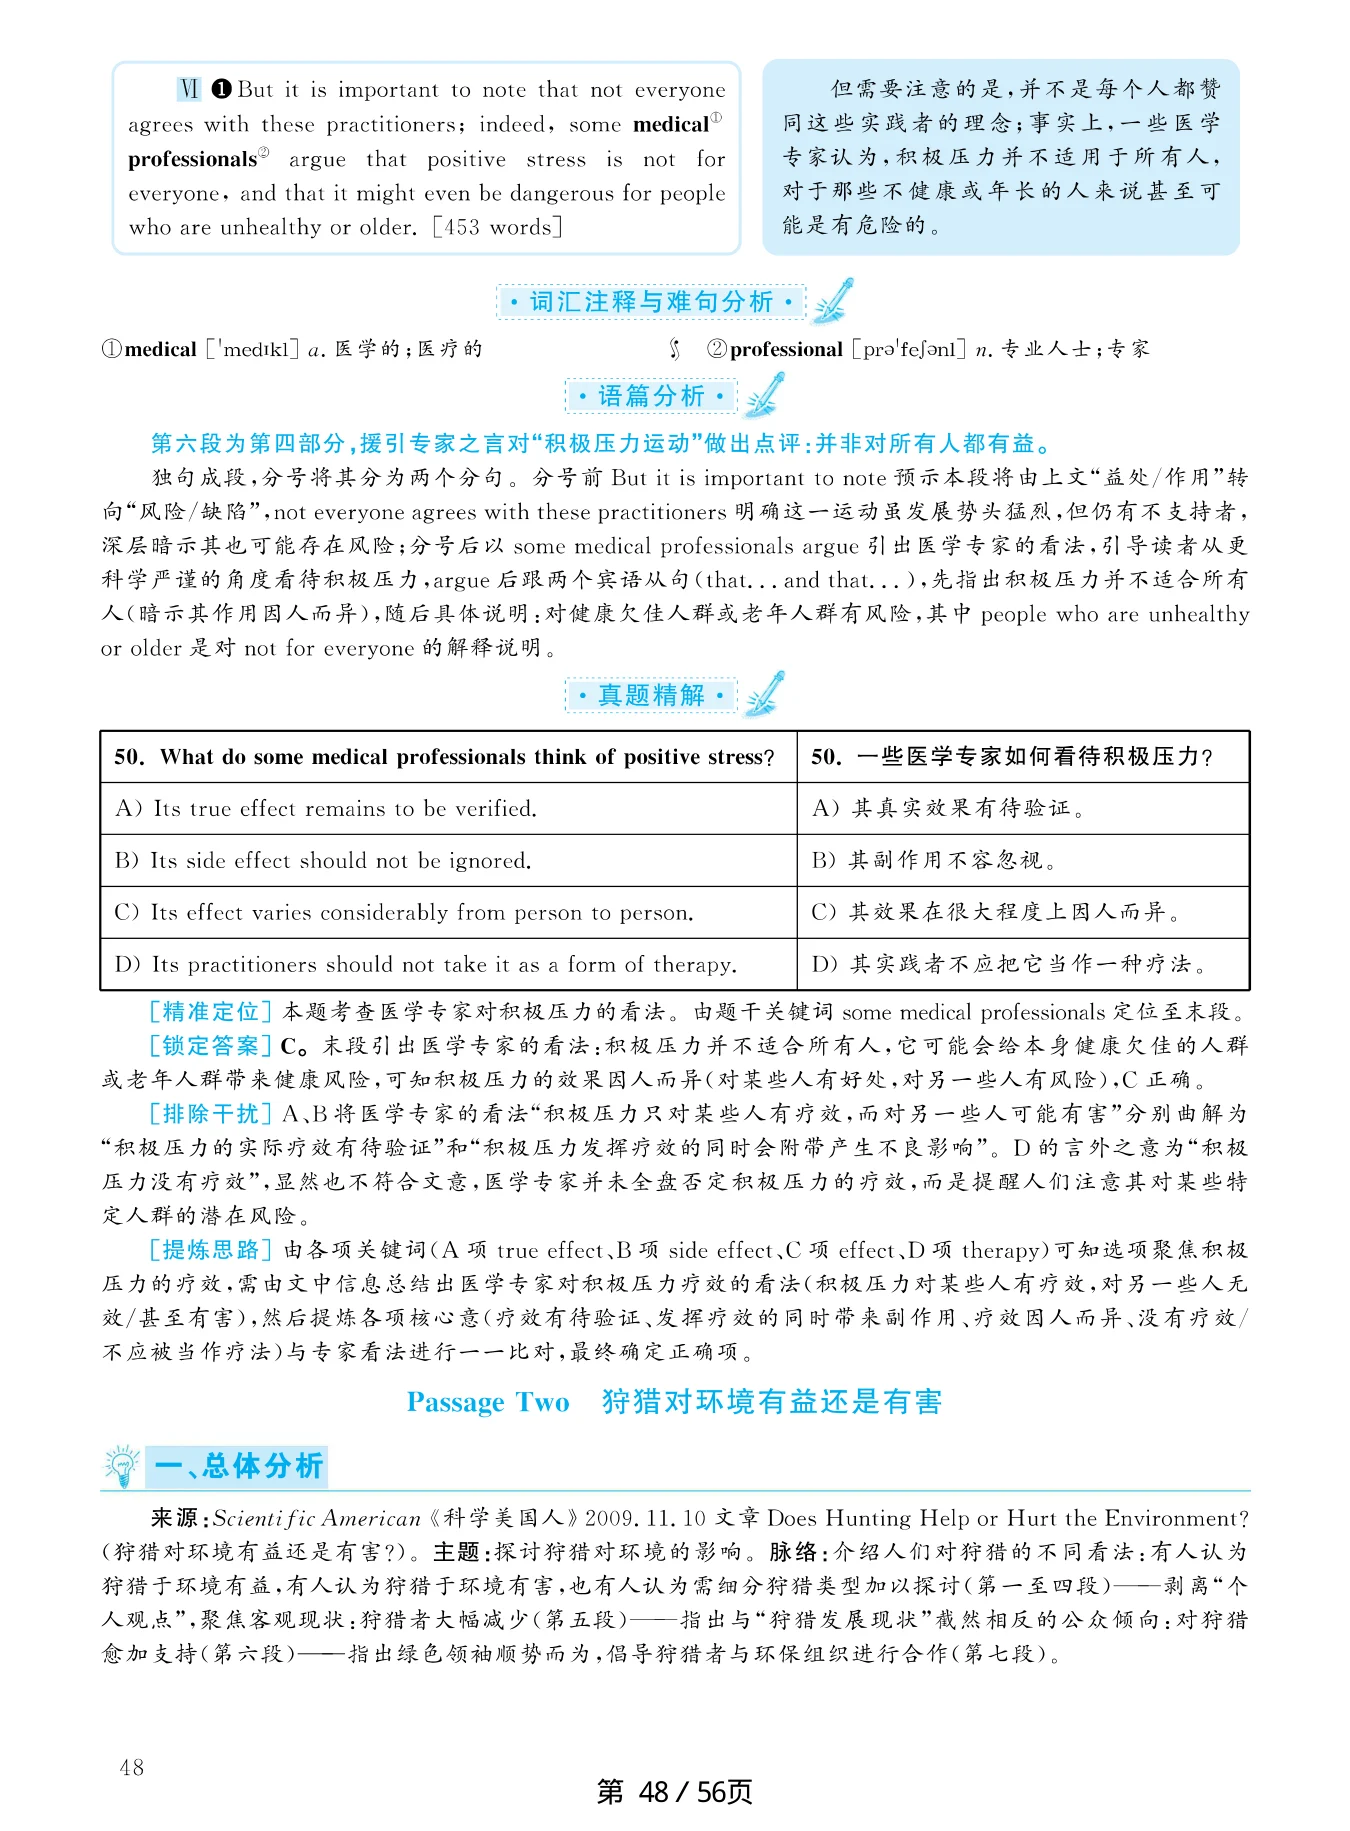 Ⅵ ❶But it is important to note that not everyone
agrees with these practitioners; indeed, some medical①
professionals② argue that positive stress is not for
everyone, and that it might even be dangerous for people
who are unhealthy or older. [453 words]
但需要注意的是,并不是每个人都赞
同这些实践者的理念;事实上,一些医学
专家认为,积极压力并不适用于所有人,
对于那些不健康或年长的人来说甚至可
能是有危险的。
·词汇注释与难句分析·
①medical [ˈmedɪkl] a. 医学的;医疗的
②professional [prəˈfeʃənl] n. 专业人士;专家
·语篇分析·
第六段为第四部分,援引专家之言对“积极压力运动”做出点评:并非对所有人都有益。
独句成段,分号将其分为两个分句。分号前 But it is important to note 预示本段将由上文“益处/作用”转
向“风险/缺陷”,not everyone agrees with these practitioners 明确这一运动虽发展势头猛烈,但仍有不支持者,
深层暗示其也可能存在风险;分号后以 some medical professionals argue 引出医学专家的看法,引导读者从更
科学严谨的角度看待积极压力,argue 后跟两个宾语从句(that...and that...),先指出积极压力并不适合所有
人(暗示其作用因人而异),随后具体说明:对健康欠佳人群或老年人群有风险,其中 people who are unhealthy
or older 是对 not for everyone 的解释说明。
·真题精解·
50. What do some medical professionals think of positive stress?
50. 一些医学专家如何看待积极压力?
A) Its true effect remains to be verified.
A) 其真实效果有待验证。
B) Its side effect should not be ignored.
B) 其副作用不容忽视。
C) Its effect varies considerably from person to person.
C) 其效果在很大程度上因人而异。
D) Its practitioners should not take it as a form of therapy.
D) 其实践者不应把它当作一种疗法。
[精准定位] 本题考查医学专家对积极压力的看法。由题干关键词 some medical professionals 定位至末段。
[锁定答案] C。末段引出医学专家的看法:积极压力并不适合所有人,它可能会给本身健康欠佳的人群
或老年人群带来健康风险,可知积极压力的效果因人而异(对某些人有好处,对另一些人有风险),C 正确。
[排除干扰] A、B 将医学专家的看法“积极压力只对某些人有疗效,而对另一些人可能有害”分别曲解为
“积极压力的实际疗效有待验证”和“积极压力发挥疗效的同时会附带产生不良影响”。D 的言外之意为“积极
压力没有疗效”,显然也不符合文意,医学专家并未全盘否定积极压力的疗效,而是提醒人们注意其对某些特
定人群的潜在风险。
[提炼思路] 由各项关键词(A 项 true effect、B 项 side effect、C 项 effect、D 项 therapy)可知选项聚焦积极
压力的疗效,需由文中信息总结出医学专家对积极压力疗效的看法(积极压力对某些人有疗效,对另一些人无
效/甚至有害),然后提炼各项核心意(疗效有待验证、发挥疗效的同时带来副作用、疗效因人而异、没有疗效/
不应被当作疗法)与专家看法进行一一比对,最终确定正确项。
Passage Two 狩猎对环境有益还是有害
一、总体分析
来源:Scientific American《科学美国人》2009.11.10 文章 Does Hunting Help or Hurt the Environment?
(狩猎对环境有益还是有害?)。主题:探讨狩猎对环境的影响。脉络:介绍人们对狩猎的不同看法:有人认为
狩猎于环境有益,有人认为狩猎于环境有害,也有人认为需细分狩猎类型加以探讨(第一至四段)——剥离“个
人观点”,聚焦客观现状:狩猎者大幅减少(第五段)——指出与“狩猎发展现状”截然相反的公众倾向:对狩猎
愈加支持(第六段)——指出绿色领袖顺势而为,倡导狩猎者与环保组织进行合作(第七段)。
48
第 48 / 56页